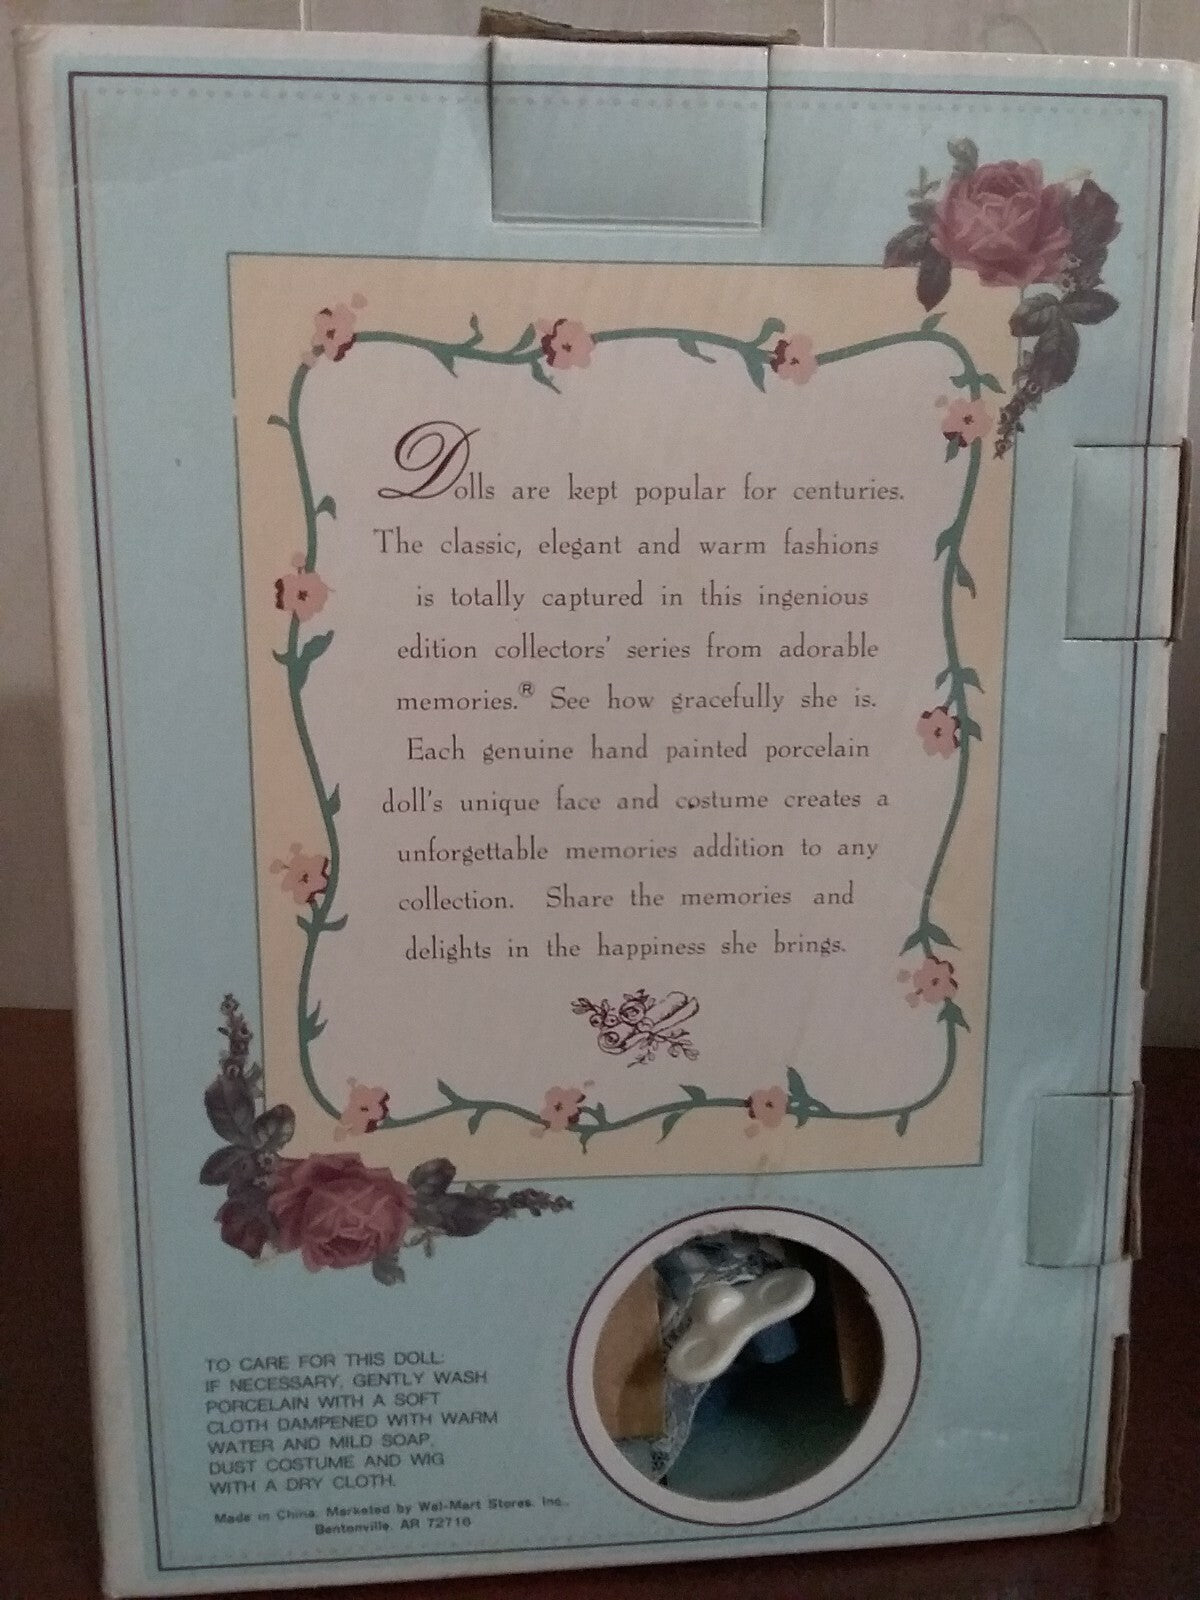 Dolls are kept popular for centuries.
The classic, elegant and warm fashions
is totally captured in this ingenious
edition collectors' series from adorable
memories.® See how gracefully she is.
Each genuine hand painted porcelain
doll's unique face and costume creates a
unforgettable memories addition to any
collection. Share the memories and
delights in the happiness she brings.
TO CARE FOR THIS DOLL:
IF NECESSARY, GENTLY WASH
PORCELAIN WITH A SOFT
CLOTH DAMPENED WITH WARM
WATER AND MILD SOAP.
DUST COSTUME AND WIG
WITH A DRY CLOTH.
Made in China. Marketed by Wal-Mart Stores, Inc.,
Bentonville, AR 72716